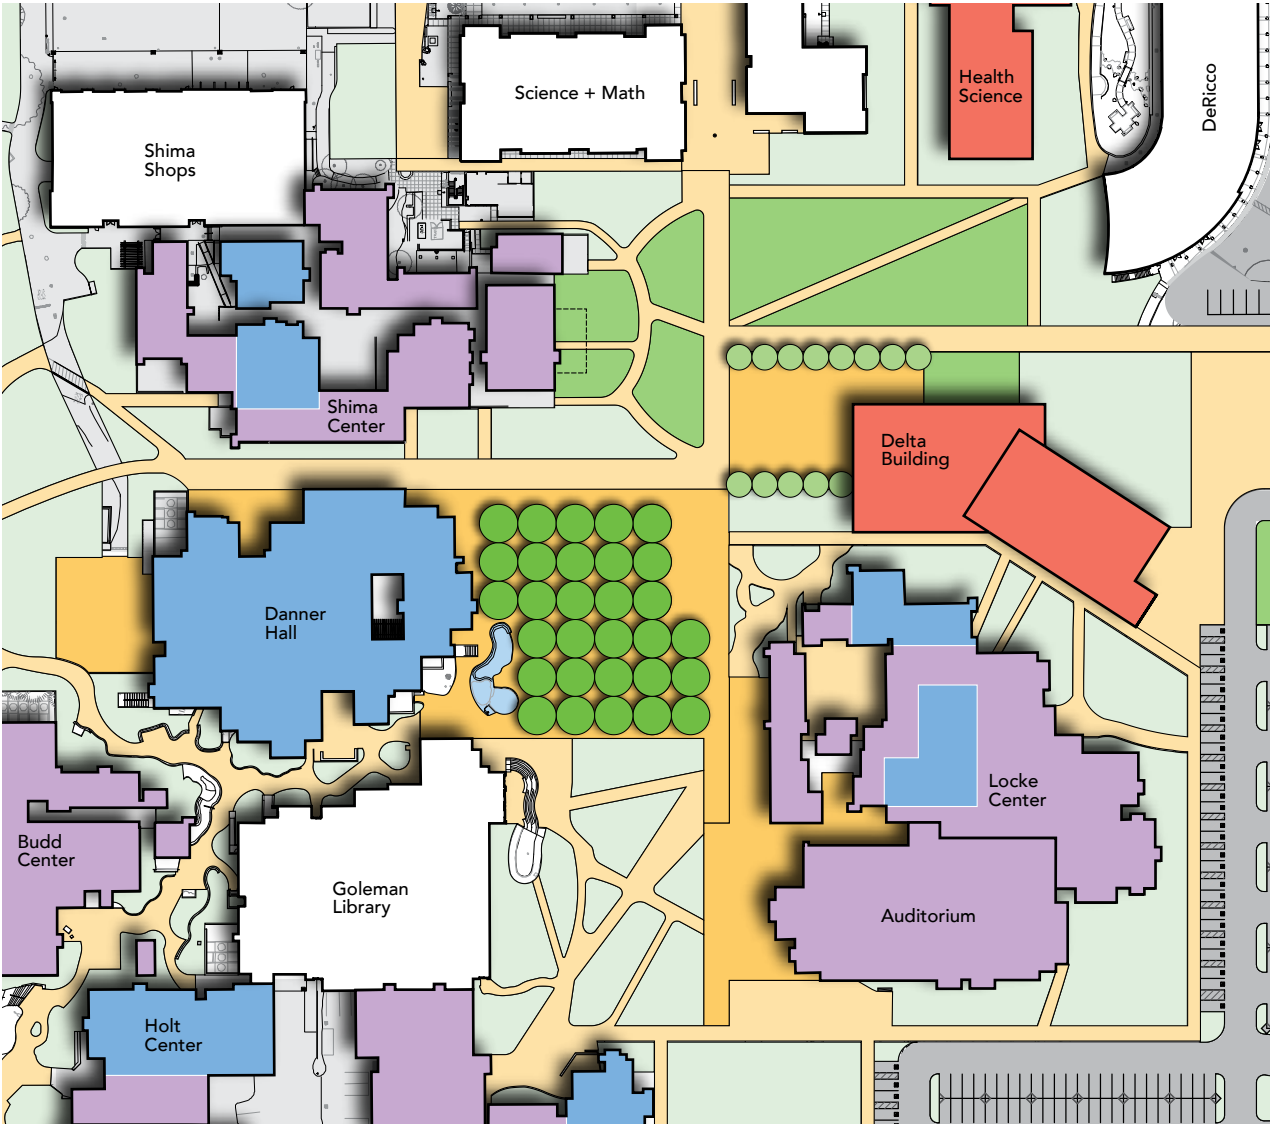 Science + Math
Health
Science
DeRicco
Shima
Shops
Shima
Center
Delta
Building
Danner
Hall
Locke
Center
Budd
Center
Goleman
Library
Auditorium
Holt
Center